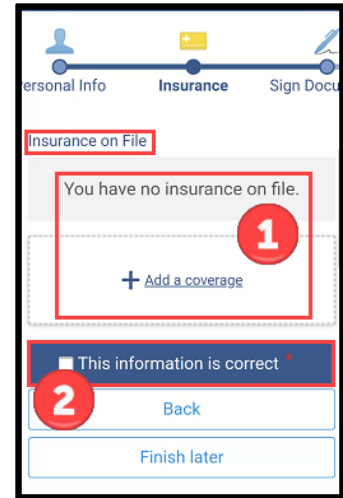 ersonal Info Insurance Sign Docu
Insurance on File
You have no insurance on file.
1
+ Add a coverage
This information is correct *
2
Back
Finish later